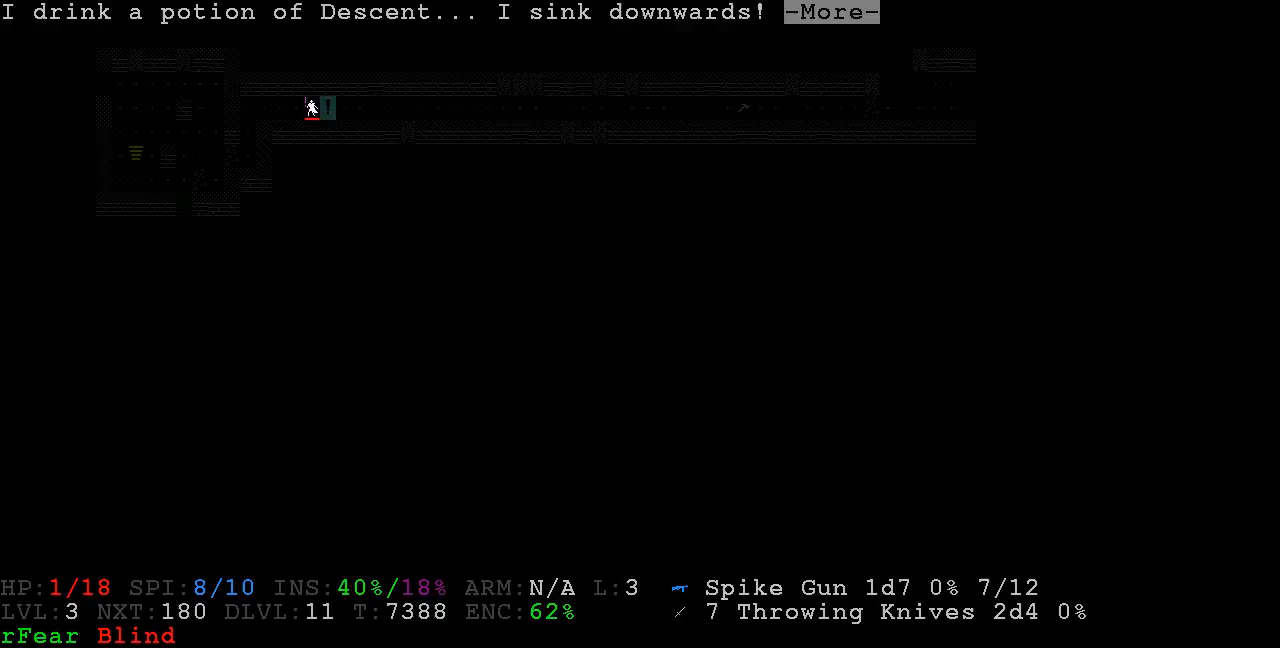 I drink a potion of Descent... I sink downwards! -More-
HP:1/18 SPI:8/10 INS:40%/18% ARM:N/A L:3 Spike Gun 1d7 0% 7/12
LVL:3 NXT:180 DLVL:11 T:7388 ENC:62% 7 Throwing Knives 2d4 0%
rFear Blind